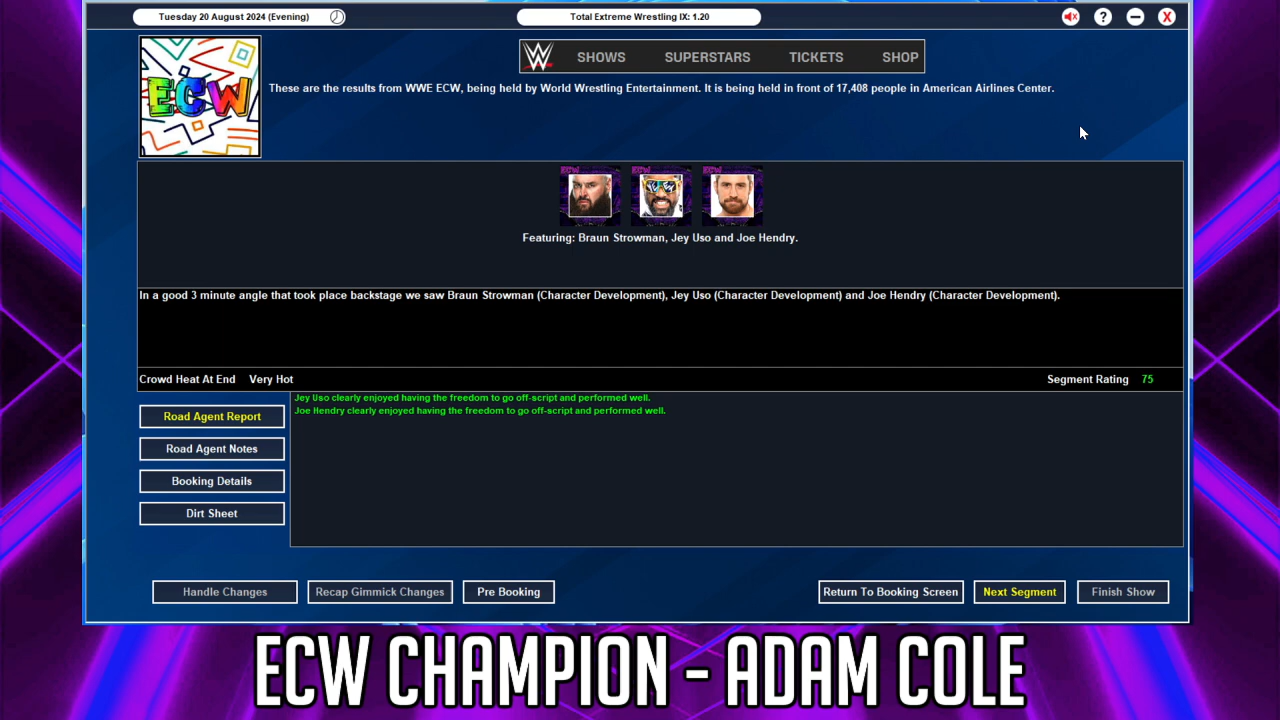 Tuesday 20 August 2024 (Evening)
Total Extreme Wrestling IX: 1.20
?
X
ECW
W
SHOWS
SUPERSTARS
TICKETS
SHOP
These are the results from WWE ECW, being held by World Wrestling Entertainment. It is being held in front of 17,408 people in American Airlines Center.
ECW
ECW
ECW
Featuring: Braun Strowman, Jey Uso and Joe Hendry.
In a good 3 minute angle that took place backstage we saw Braun Strowman (Character Development), Jey Uso (Character Development) and Joe Hendry (Character Development).
Crowd Heat At End Very Hot
Segment Rating 75
Jey Uso clearly enjoyed having the freedom to go off-script and performed well.
Joe Hendry clearly enjoyed having the freedom to go off-script and performed well.
Road Agent Report
Road Agent Notes
Booking Details
Dirt Sheet
Handle Changes
Recap Gimmick Changes
Pre Booking
Return To Booking Screen
Next Segment
Finish Show
ECW CHAMPION - ADAM COLE